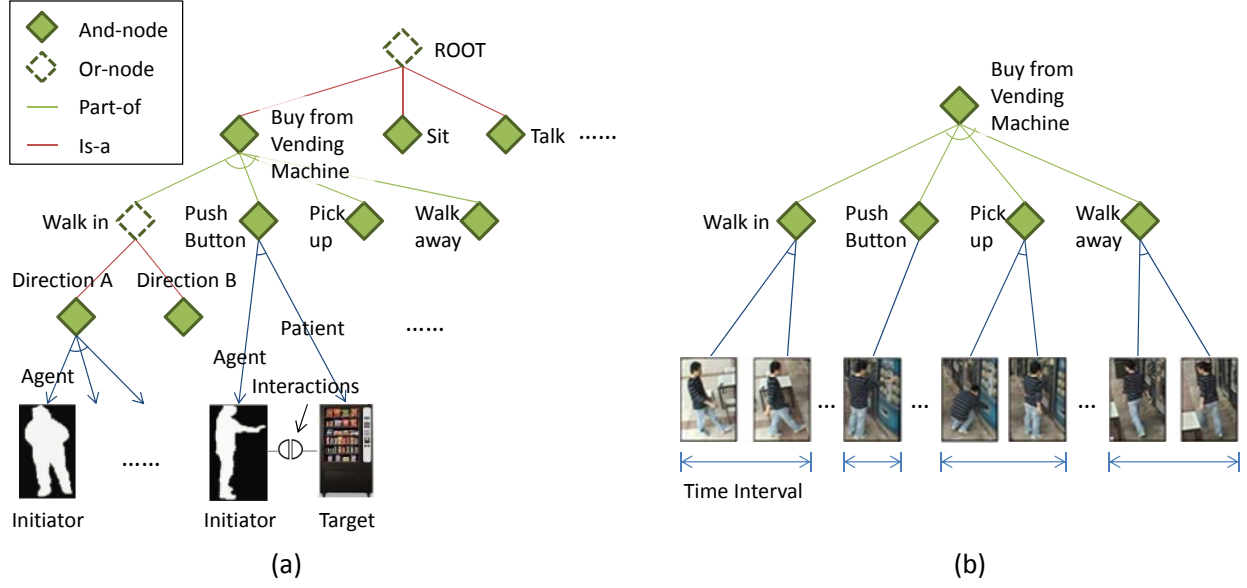 And-node
Or-node
Part-of
Is-a
ROOT
Buy from
Vending
Machine
Sit
Talk
......
Walk in
Push
Button
Pick
up
Walk
away
Direction A
Direction B
Agent
Agent
Patient
......
Interactions
......
Initiator
Initiator
Target
(a)
Buy from
Vending
Machine
Walk in
Push
Button
Pick
up
Walk
away
...
...
...
Time Interval
(b)